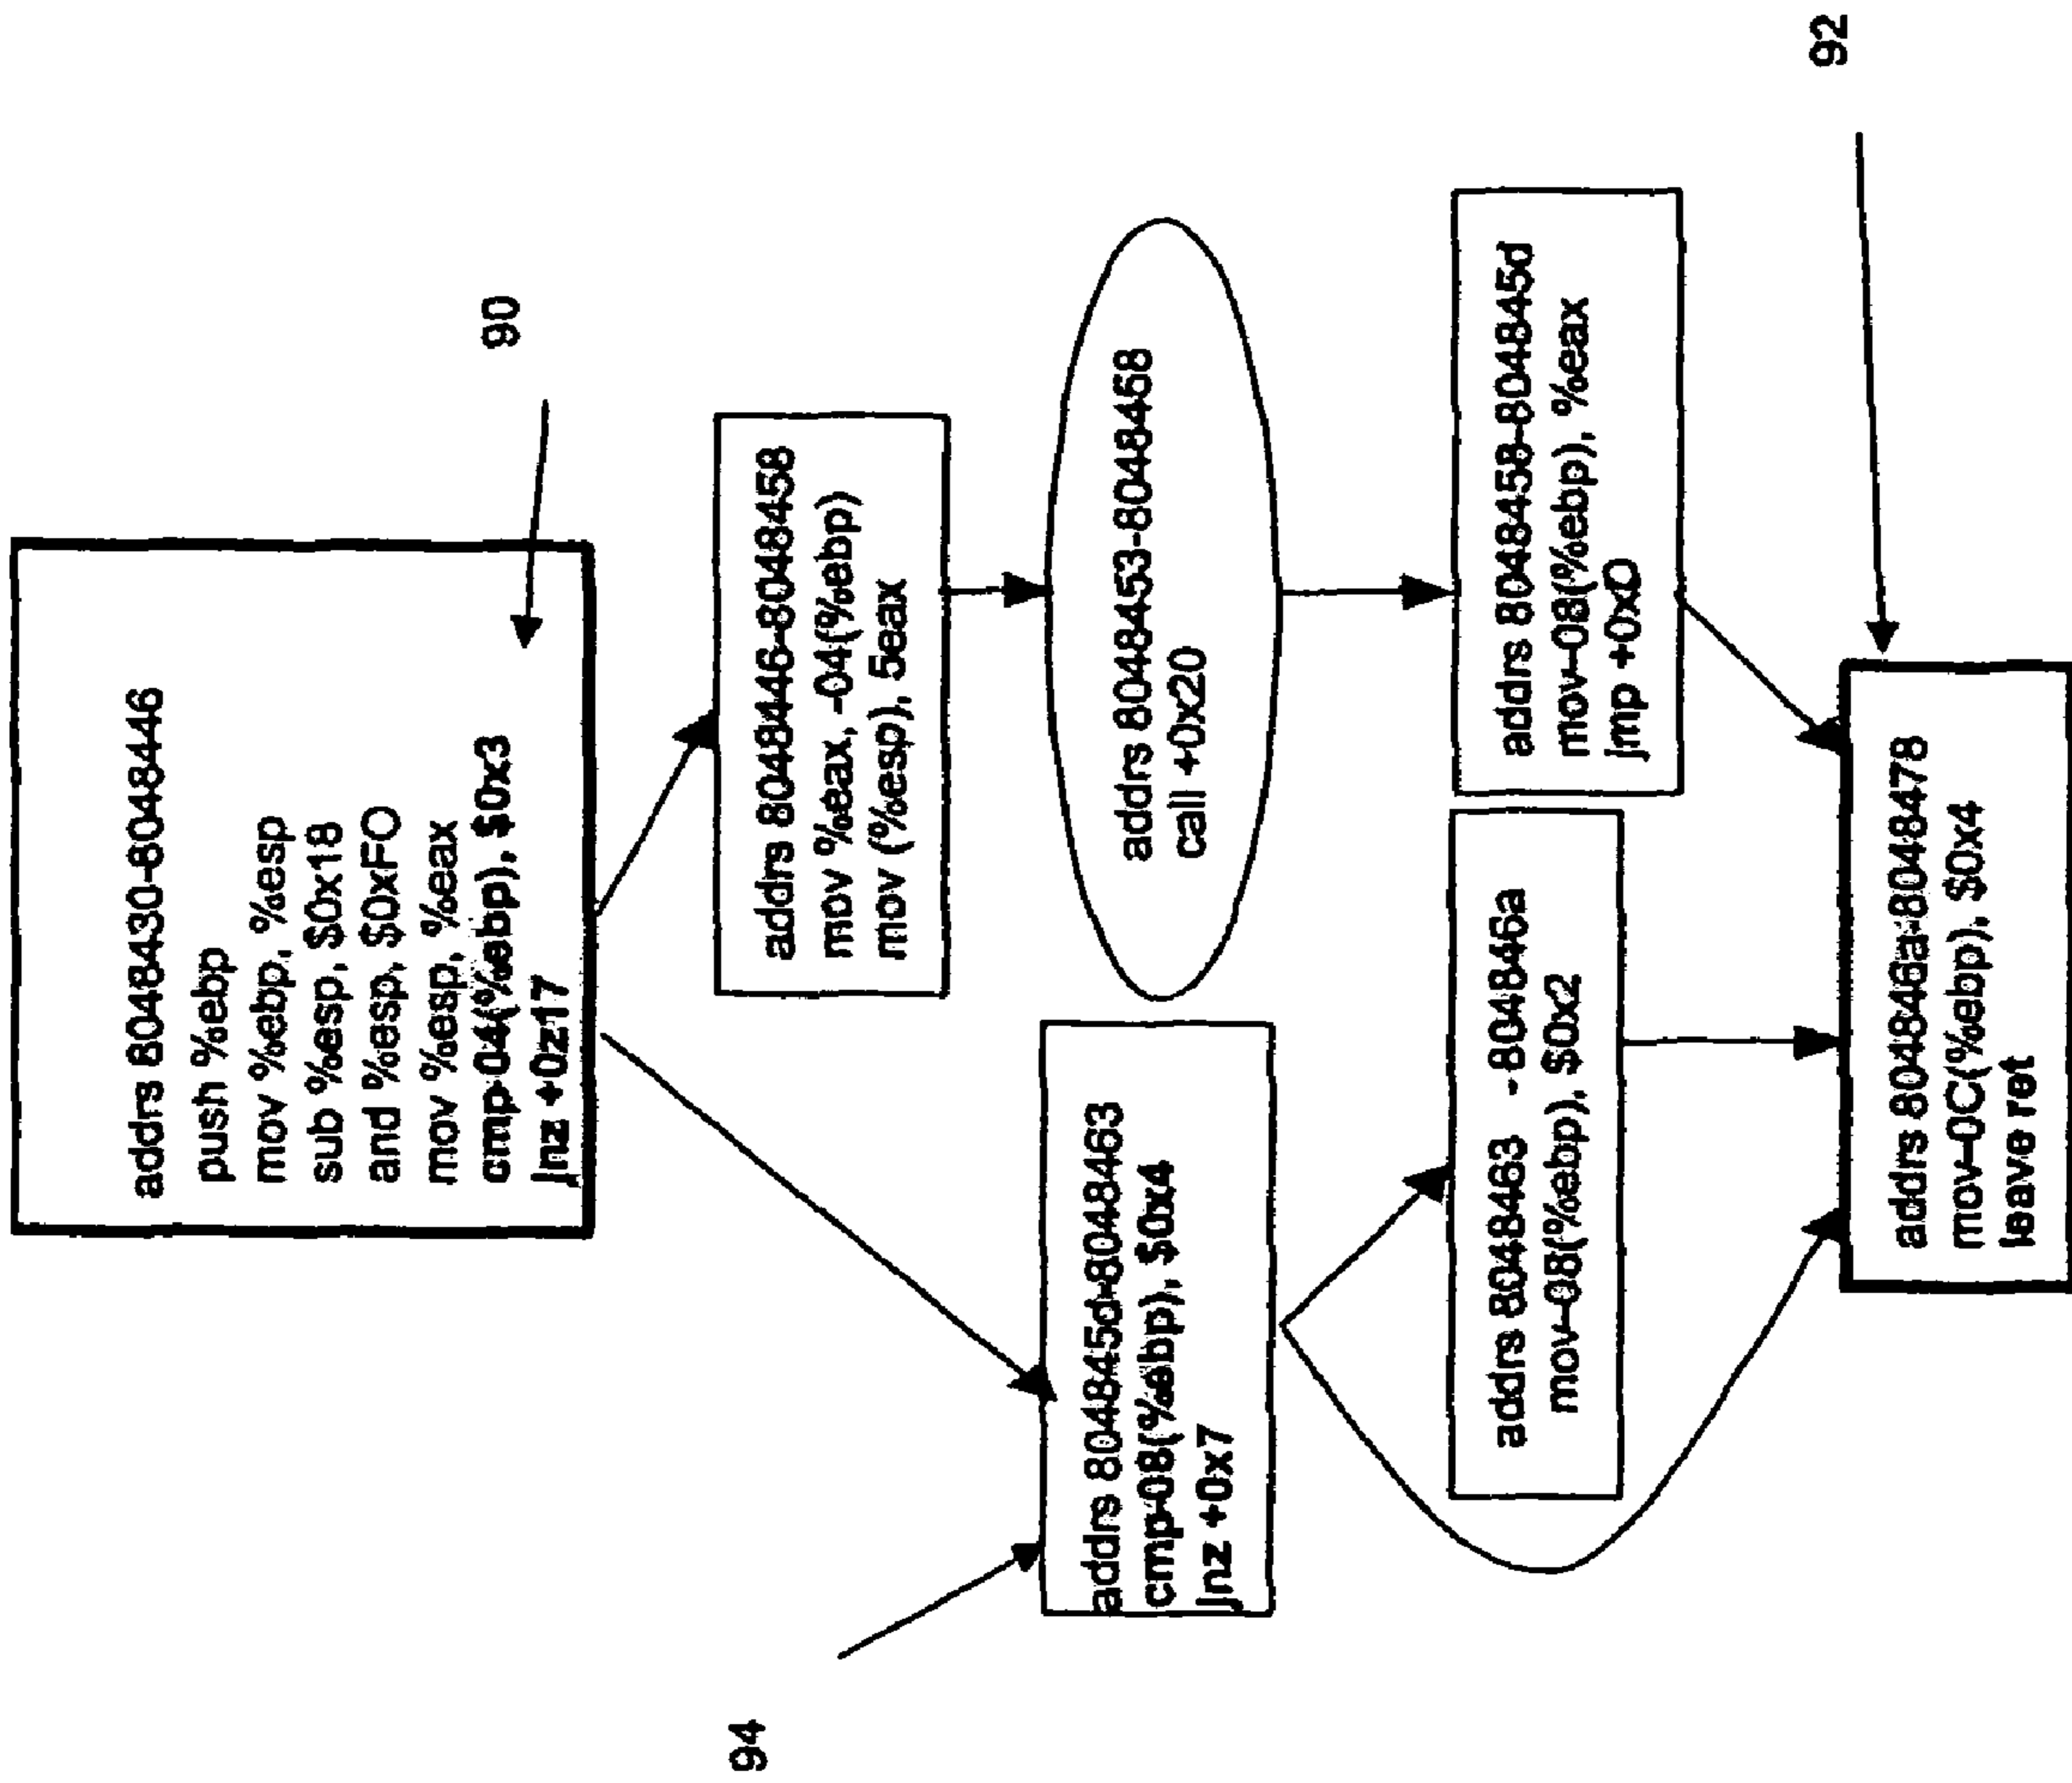 addrs 8048430-8048446
push %ebp
mov %ebp, %esp
sub %esp, $0x18
and %esp, $0xFO
mov %esp, %eax
cmp-04(%ebp), $0x3
jnz +0z17
90
addrs 8048446-8048458
mov %eax, -04(%ebp)
mov (%esp), 5eax
94
addrs 804845d-8048463
cmp-08(%ebp), $0x4
jnz +0x7
addrs 8048453-8048468
call +0x20
addrs 8048463 -804846a
mov-08(%ebp), $0x2
addrs 8048458-804845d
mov-08(%ebp), %eax
jmp +0xO
92
addrs 804846a-8048478
mov-0C(%ebp), $0x4
leave ret